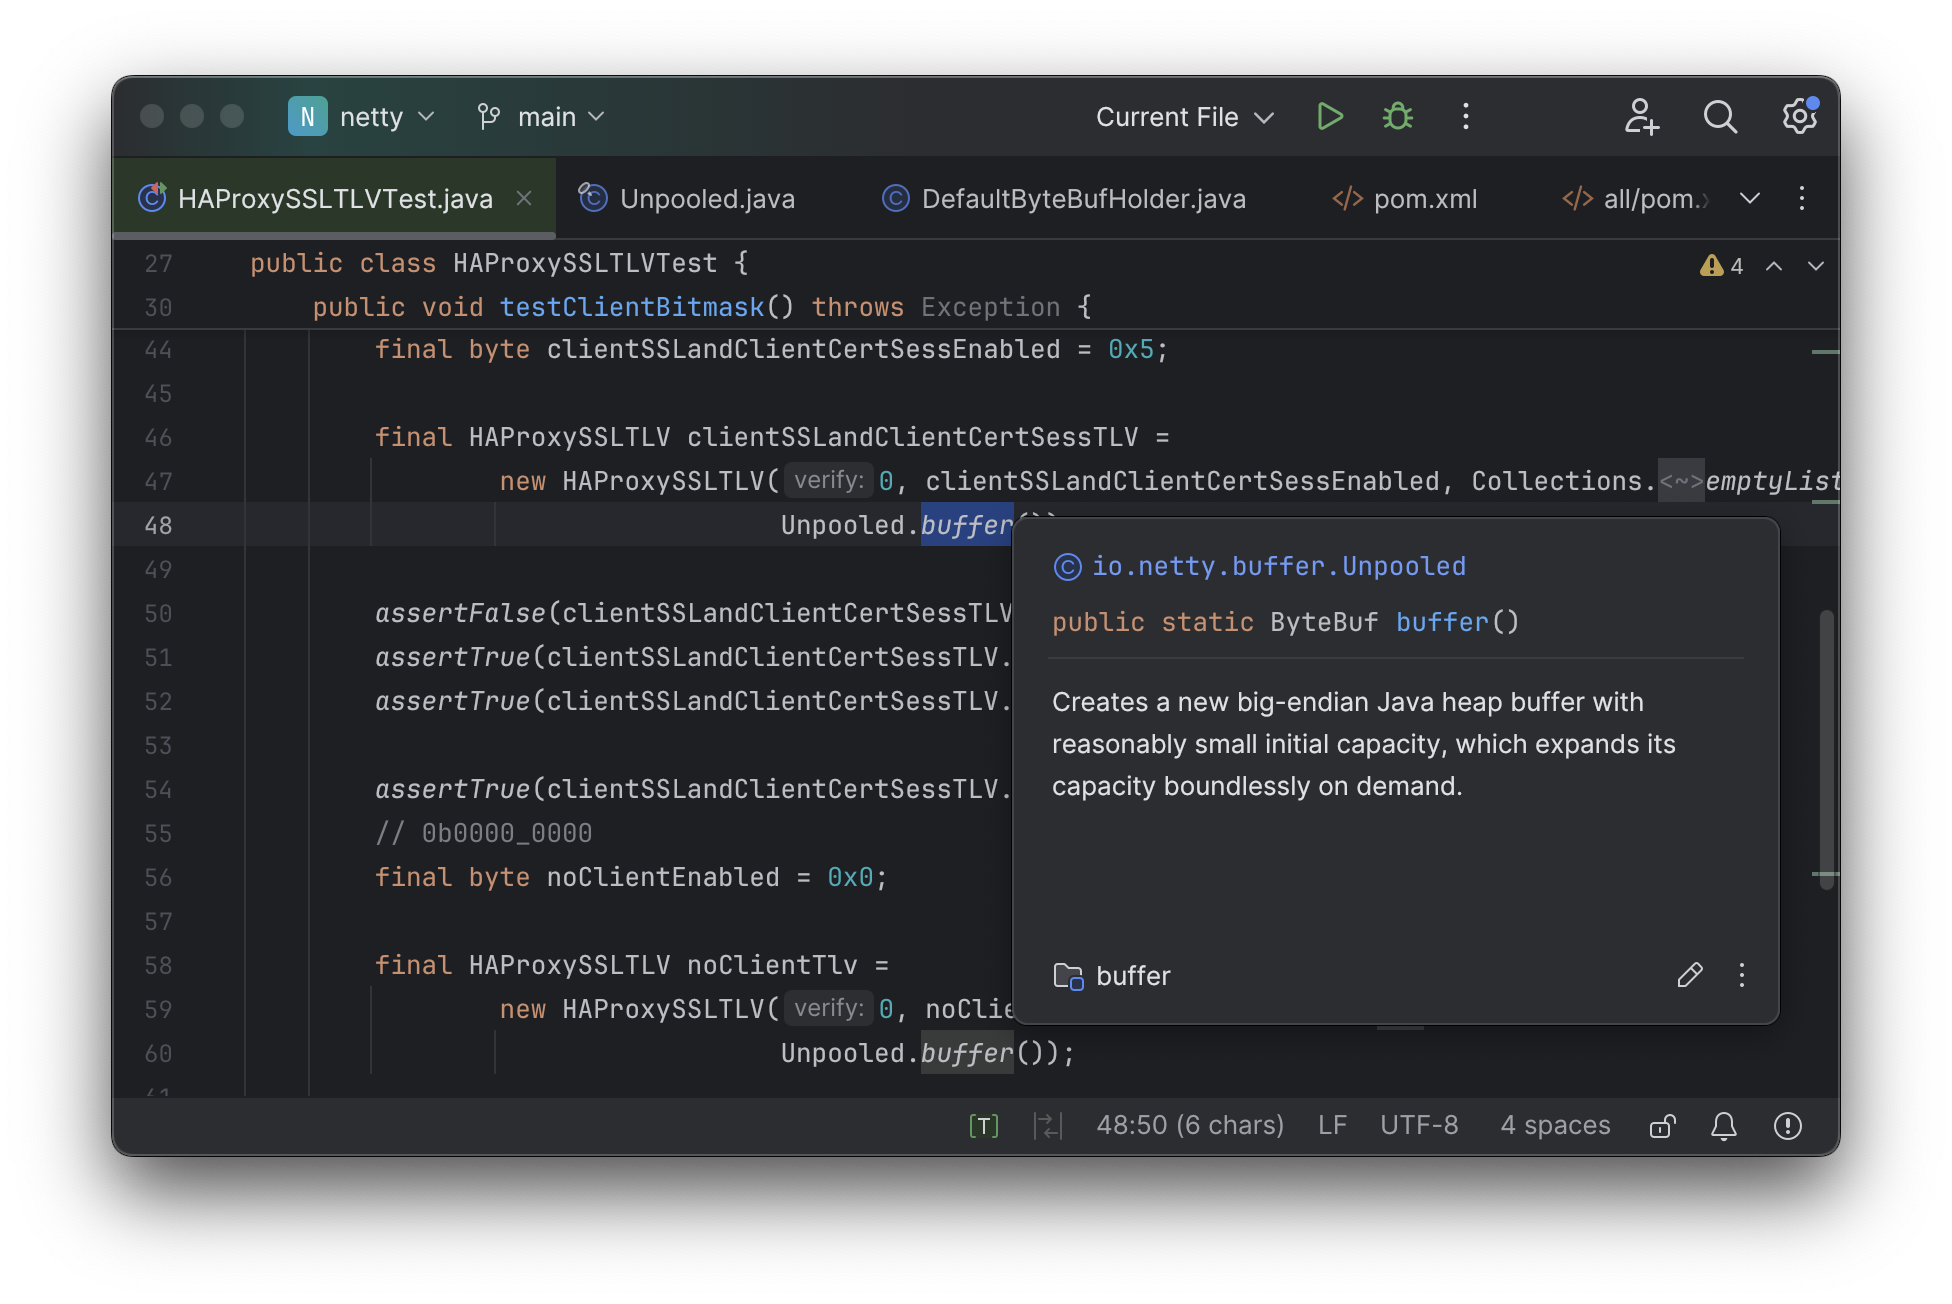 N netty main Current File
HAProxySSLTLVTest.java Unpooled.java DefaultByteBufHolder.java </> pom.xml </> all/pom.
27 public class HAProxySSLTLVTest { 4
30 public void testClientBitmask() throws Exception {
44 final byte clientSSLandClientCertSessEnabled = 0x5;
45
46 final HAProxySSLTLV clientSSLandClientCertSessTLV =
47 new HAProxySSLTLV( verify: 0, clientSSLandClientCertSessEnabled, Collections.<~>emptyList
48 Unpooled.buffer
49
50 assertFalse(clientSSLandClientCertSessTLV
51 assertTrue(clientSSLandClientCertSessTLV.
52 assertTrue(clientSSLandClientCertSessTLV.
53
54 assertTrue(clientSSLandClientCertSessTLV.
55 // 0b0000_0000
56 final byte noClientEnabled = 0x0;
57
58 final HAProxySSLTLV noClientTlv =
59 new HAProxySSLTLV( verify: 0, noClie
60 Unpooled.buffer());
io.netty.buffer.Unpooled
public static ByteBuf buffer()
Creates a new big-endian Java heap buffer with
reasonably small initial capacity, which expands its
capacity boundlessly on demand.
buffer
[T] 48:50 (6 chars) LF UTF-8 4 spaces